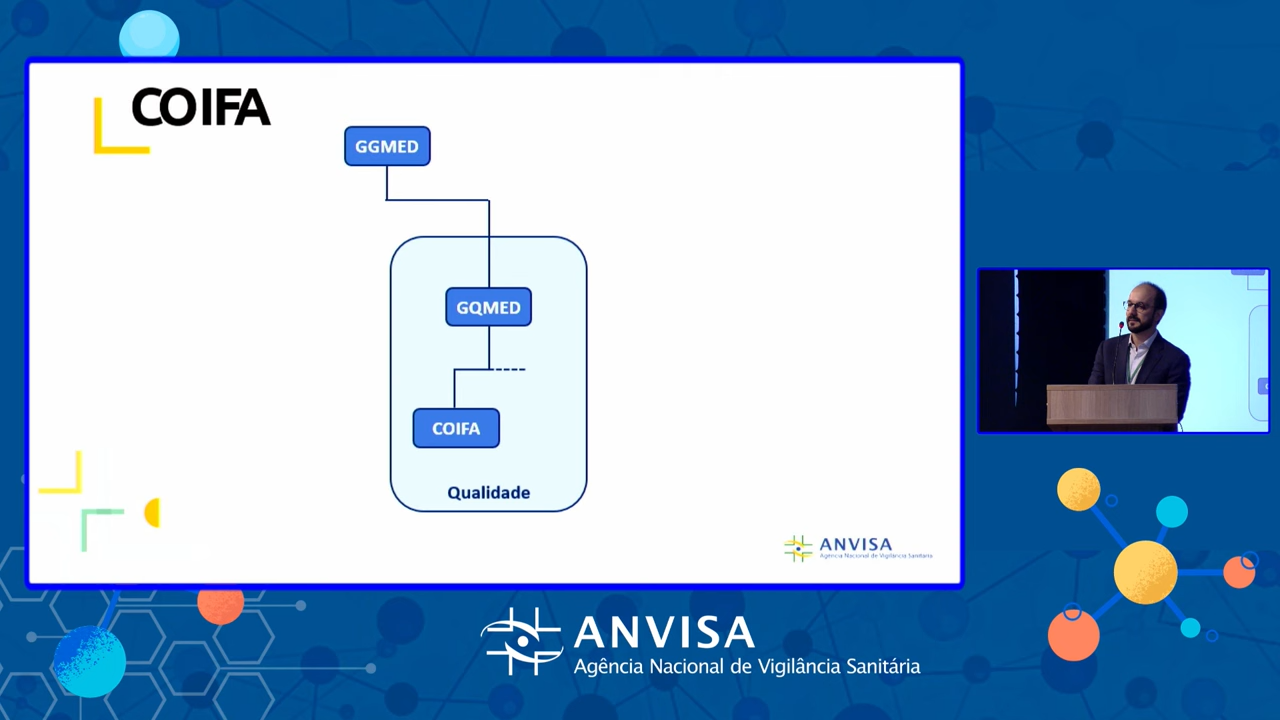 COIFA
GGMED
GQMED
COIFA
Qualidade
ANVISA
Agência Nacional de Vigilância Sanitária
ANVISA
Agência Nacional de Vigilância Sanitária